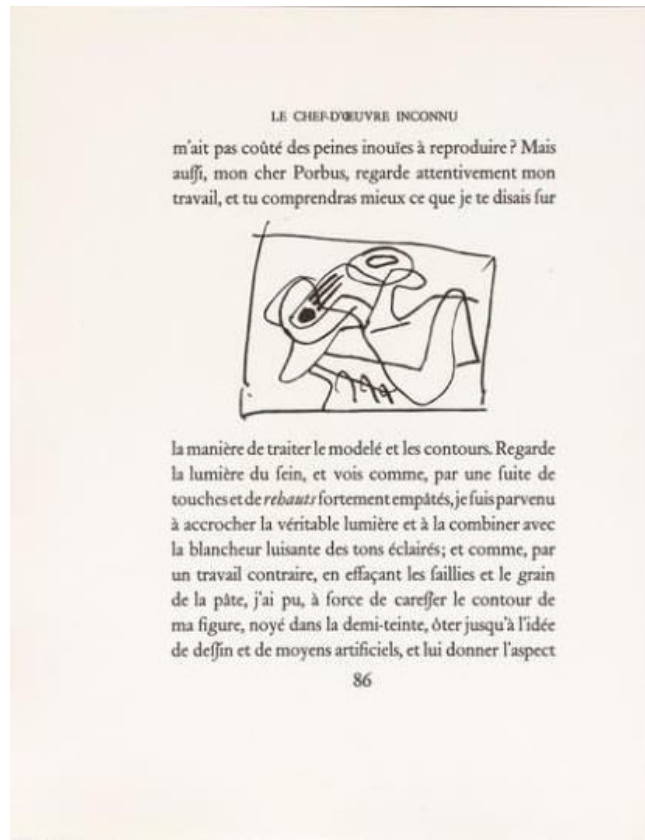 LE CHEF-D'ŒUVRE INCONNU
m'ait pas coûté des peines inouïes à reproduire ? Mais
auſſi, mon cher Porbus, regarde attentivement mon
travail, et tu comprendras mieux ce que je te disais ſur
la manière de traiter le modelé et les contours. Regarde
la lumière du ſein, et vois comme, par une ſuite de
touches et de rehauts fortement empâtés, je ſuis parvenu
à accrocher la véritable lumière et à la combiner avec
la blancheur luisante des tons éclairés; et comme, par
un travail contraire, en effaçant les ſaillies et le grain
de la pâte, j'ai pu, à force de careſſer le contour de
ma figure, noyé dans la demi-teinte, ôter jusqu'à l'idée
de deſſin et de moyens artificiels, et lui donner l'aspect
86